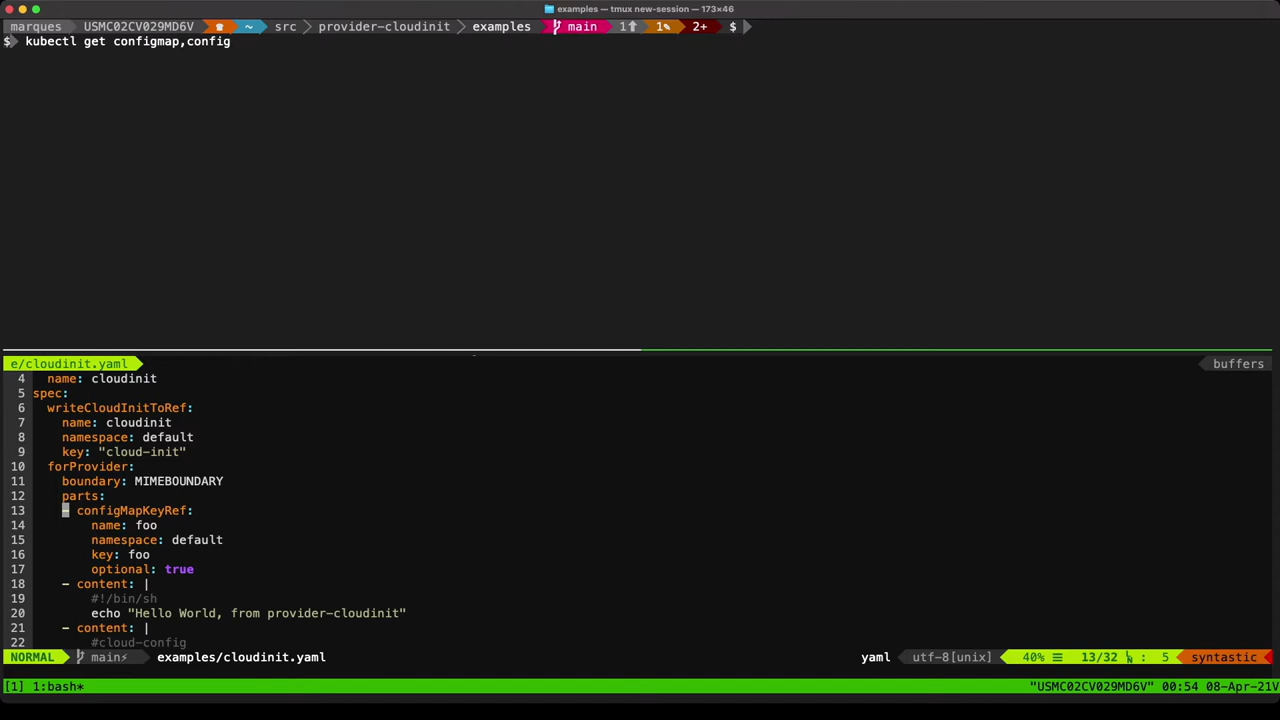 examples — tmux new-session — 173×46
marques USMC02CV029MD6V ~ src provider-cloudinit examples main 1⬆ 1✎ 2+ $
$ kubectl get configmap,config
e/cloudinit.yaml buffers
4 name: cloudinit
5 spec:
6 writeCloudInitToRef:
7 name: cloudinit
8 namespace: default
9 key: "cloud-init"
10 forProvider:
11 boundary: MIMEBOUNDARY
12 parts:
13 - configMapKeyRef:
14 name: foo
15 namespace: default
16 key: foo
17 optional: true
18 - content: |
19 #!/bin/sh
20 echo "Hello World, from provider-cloudinit"
21 - content: |
22 #cloud-config
NORMAL main⚡ examples/cloudinit.yaml yaml utf-8[unix] 40% ☰ 13/32 ␤ : 5 syntastic
[1] 1:bash* "USMC02CV029MD6V" 00:54 08-Apr-21V